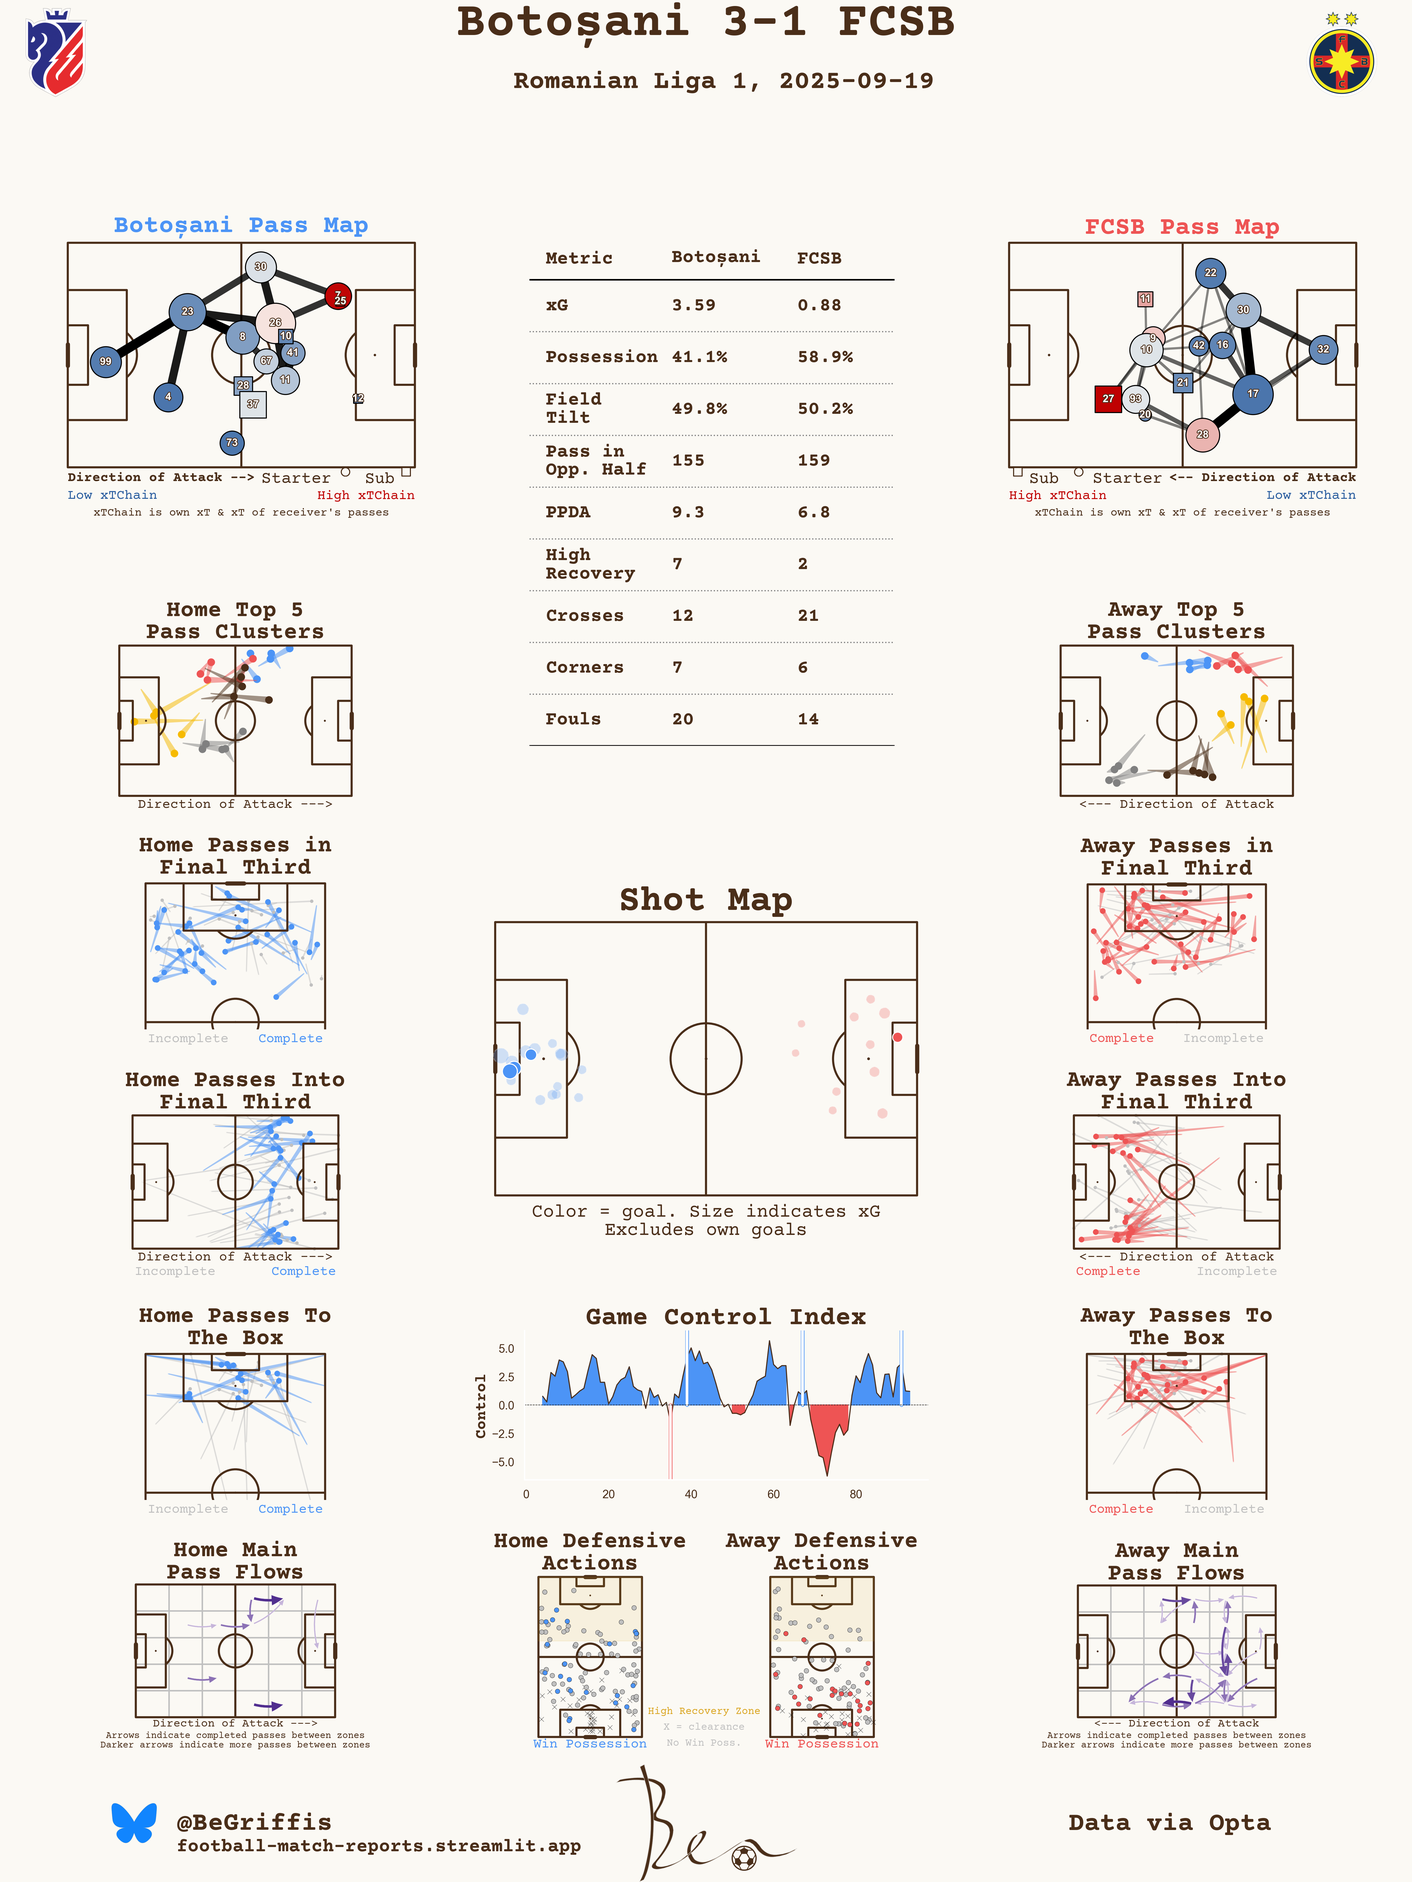 Botoșani 3-1 FCSB
Romanian Liga 1, 2025-09-19
Botoșani Pass Map
30
7
25
23
26
8
10
41
67
99
11
28
4
37
12
73
Direction of Attack --> Starter Sub
Low xTChain High xTChain
xTChain is own xT & xT of receiver's passes
Metric Botoșani FCSB
xG 3.59 0.88
Possession 41.1% 58.9%
Field
Tilt 49.8% 50.2%
Pass in
Opp. Half 155 159
PPDA 9.3 6.8
High
Recovery 7 2
Crosses 12 21
Corners 7 6
Fouls 20 14
FCSB Pass Map
22
11
30
9
10
42
16
32
21
27
93
17
20
28
Sub Starter <-- Direction of Attack
High xTChain Low xTChain
xTChain is own xT & xT of receiver's passes
Home Top 5
Pass Clusters
Direction of Attack --->
Away Top 5
Pass Clusters
<--- Direction of Attack
Home Passes in
Final Third
Incomplete Complete
Away Passes in
Final Third
Complete Incomplete
Shot Map
Color = goal. Size indicates xG
Excludes own goals
Home Passes Into
Final Third
Direction of Attack --->
Incomplete Complete
Away Passes Into
Final Third
<--- Direction of Attack
Complete Incomplete
Home Passes To
The Box
Incomplete Complete
Game Control Index
Control
5.0
2.5
0.0
−2.5
−5.0
0 20 40 60 80
Away Passes To
The Box
Complete Incomplete
Home Main
Pass Flows
Direction of Attack --->
Arrows indicate completed passes between zones
Darker arrows indicate more passes between zones
Home Defensive
Actions
Win Possession
Away Defensive
Actions
Win Possession
High Recovery Zone
X = clearance
No Win Poss.
Away Main
Pass Flows
<--- Direction of Attack
Arrows indicate completed passes between zones
Darker arrows indicate more passes between zones
@BeGriffis
football-match-reports.streamlit.app
Ben
Data via Opta